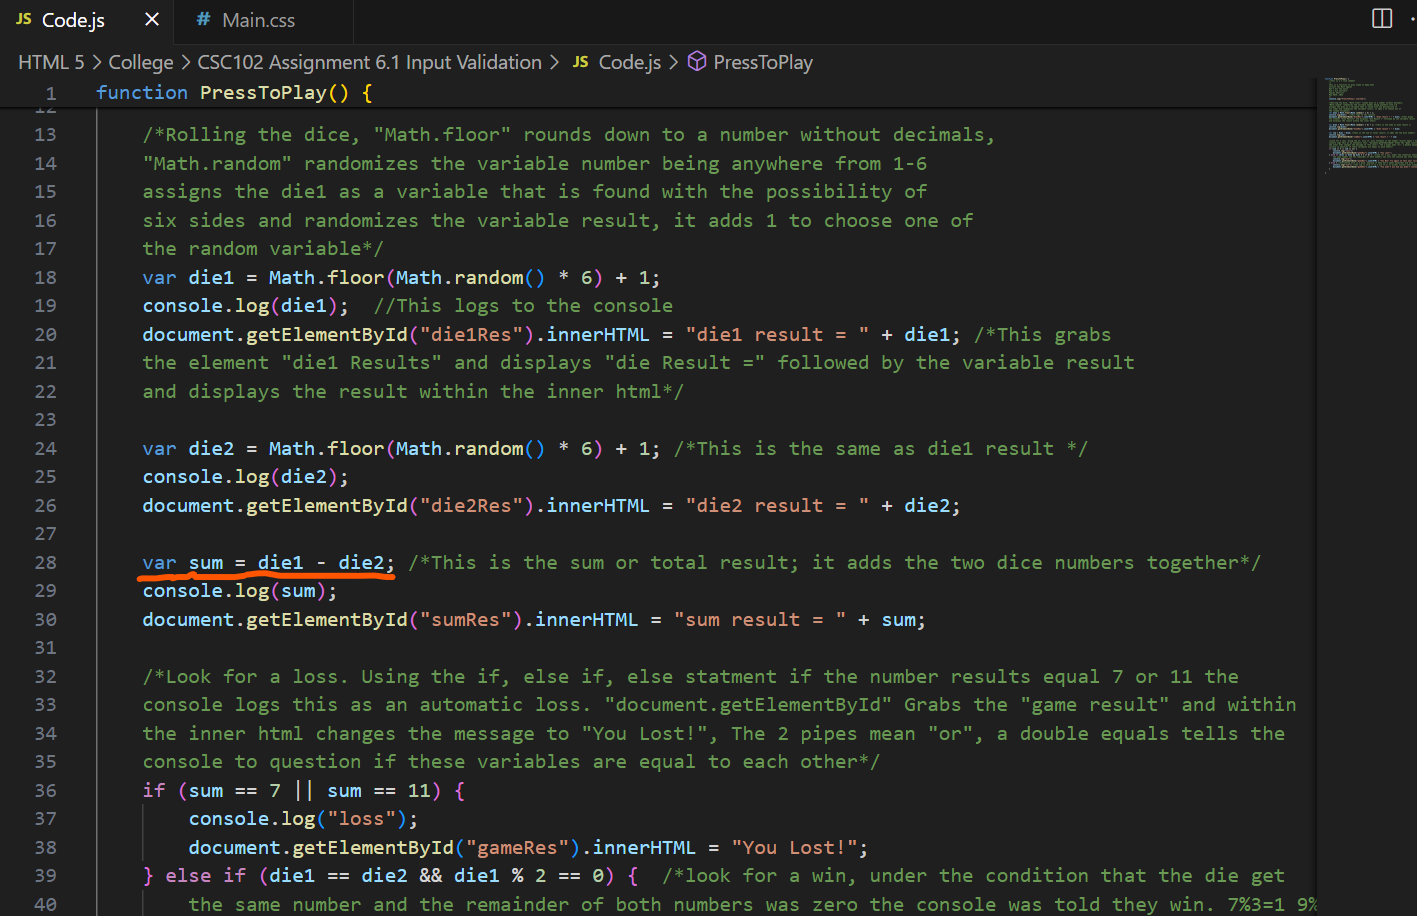 JS Code.js × # Main.css
HTML 5 > College > CSC102 Assignment 6.1 Input Validation > JS Code.js > PressToPlay
1 function PressToPlay() {
12
13 /*Rolling the dice, "Math.floor" rounds down to a number without decimals,
14 "Math.random" randomizes the variable number being anywhere from 1-6
15 assigns the die1 as a variable that is found with the possibility of
16 six sides and randomizes the variable result, it adds 1 to choose one of
17 the random variable*/
18 var die1 = Math.floor(Math.random() * 6) + 1;
19 console.log(die1);  //This logs to the console
20 document.getElementById("die1Res").innerHTML = "die1 result = " + die1; /*This grabs
21 the element "die1 Results" and displays "die Result =" followed by the variable result
22 and displays the result within the inner html*/
23
24 var die2 = Math.floor(Math.random() * 6) + 1; /*This is the same as die1 result */
25 console.log(die2);
26 document.getElementById("die2Res").innerHTML = "die2 result = " + die2;
27
28 var sum = die1 - die2; /*This is the sum or total result; it adds the two dice numbers together*/
29 console.log(sum);
30 document.getElementById("sumRes").innerHTML = "sum result = " + sum;
31
32 /*Look for a loss. Using the if, else if, else statment if the number results equal 7 or 11 the
33 console logs this as an automatic loss. "document.getElementById" Grabs the "game result" and within
34 the inner html changes the message to "You Lost!", The 2 pipes mean "or", a double equals tells the
35 console to question if these variables are equal to each other*/
36 if (sum == 7 || sum == 11) {
37 console.log("loss");
38 document.getElementById("gameRes").innerHTML = "You Lost!";
39 } else if (die1 == die2 && die1 % 2 == 0) {  /*look for a win, under the condition that the die get
40 the same number and the remainder of both numbers was zero the console was told they win. 7%3=1 9%